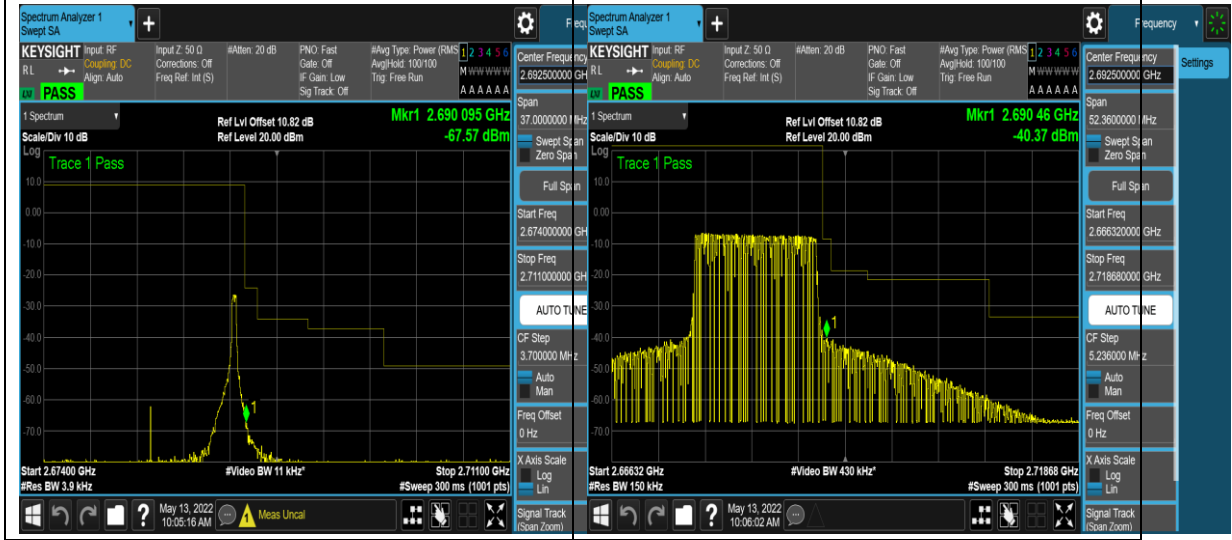 Spectrum Analyzer 1
Swept SA
+
Frequ
KEYSIGHT
Input: RF
Coupling: DC
Align: Auto
Input Z: 50 Ω
Corrections: Off
Freq Ref: Int (S)
#Atten: 20 dB
PNO: Fast
Gate: Off
IF Gain: Low
Sig Track: Off
#Avg Type: Power (RMS
Avg|Hold: 100/100
Trig: Free Run
1 2 3 4 5 6
M W W W W W
A A A A A A
RL
PASS
1 Spectrum
Scale/Div 10 dB
Ref Lvl Offset 10.82 dB
Ref Level 20.00 dBm
Mkr1 2.690 095 GHz
-67.57 dBm
Log
Trace 1 Pass
10.0
0.00
-10.0
-20.0
-30.0
-40.0
-50.0
-60.0
-70.0
1
Start 2.67400 GHz
#Res BW 3.9 kHz
#Video BW 11 kHz*
Stop 2.71100 GHz
#Sweep 300 ms (1001 pts)
May 13, 2022
10:05:16 AM
Meas Uncal
Center Frequency
2.692500000 GH
Span
37.0000000 MHz
Swept Span
Zero Span
Full Span
Start Freq
2.674000000 GH
Stop Freq
2.711000000 GH
AUTO TUNE
CF Step
3.700000 MHz
Auto
Man
Freq Offset
0 Hz
X Axis Scale
Log
Lin
Signal Track
(Span Zoom)
Spectrum Analyzer 1
Swept SA
+
Frequency
KEYSIGHT
Input: RF
Coupling: DC
Align: Auto
Input Z: 50 Ω
Corrections: Off
Freq Ref: Int (S)
#Atten: 20 dB
PNO: Fast
Gate: Off
IF Gain: Low
Sig Track: Off
#Avg Type: Power (RMS
Avg|Hold: 100/100
Trig: Free Run
1 2 3 4 5 6
M W W W W W
A A A A A A
RL
PASS
1 Spectrum
Scale/Div 10 dB
Ref Lvl Offset 10.82 dB
Ref Level 20.00 dBm
Mkr1 2.690 46 GHz
-40.37 dBm
Log
Trace 1 Pass
10.0
0.00
-10.0
-20.0
-30.0
-40.0
-50.0
-60.0
-70.0
1
Start 2.66632 GHz
#Res BW 150 kHz
#Video BW 430 kHz*
Stop 2.71868 GHz
#Sweep 300 ms (1001 pts)
May 13, 2022
10:06:02 AM
Center Frequency
2.692500000 GHz
Settings
Span
52.3600000 MHz
Swept Span
Zero Span
Full Span
Start Freq
2.666320000 GHz
Stop Freq
2.718680000 GHz
AUTO TUNE
CF Step
5.236000 MHz
Auto
Man
Freq Offset
0 Hz
X Axis Scale
Log
Lin
Signal Track
(Span Zoom)